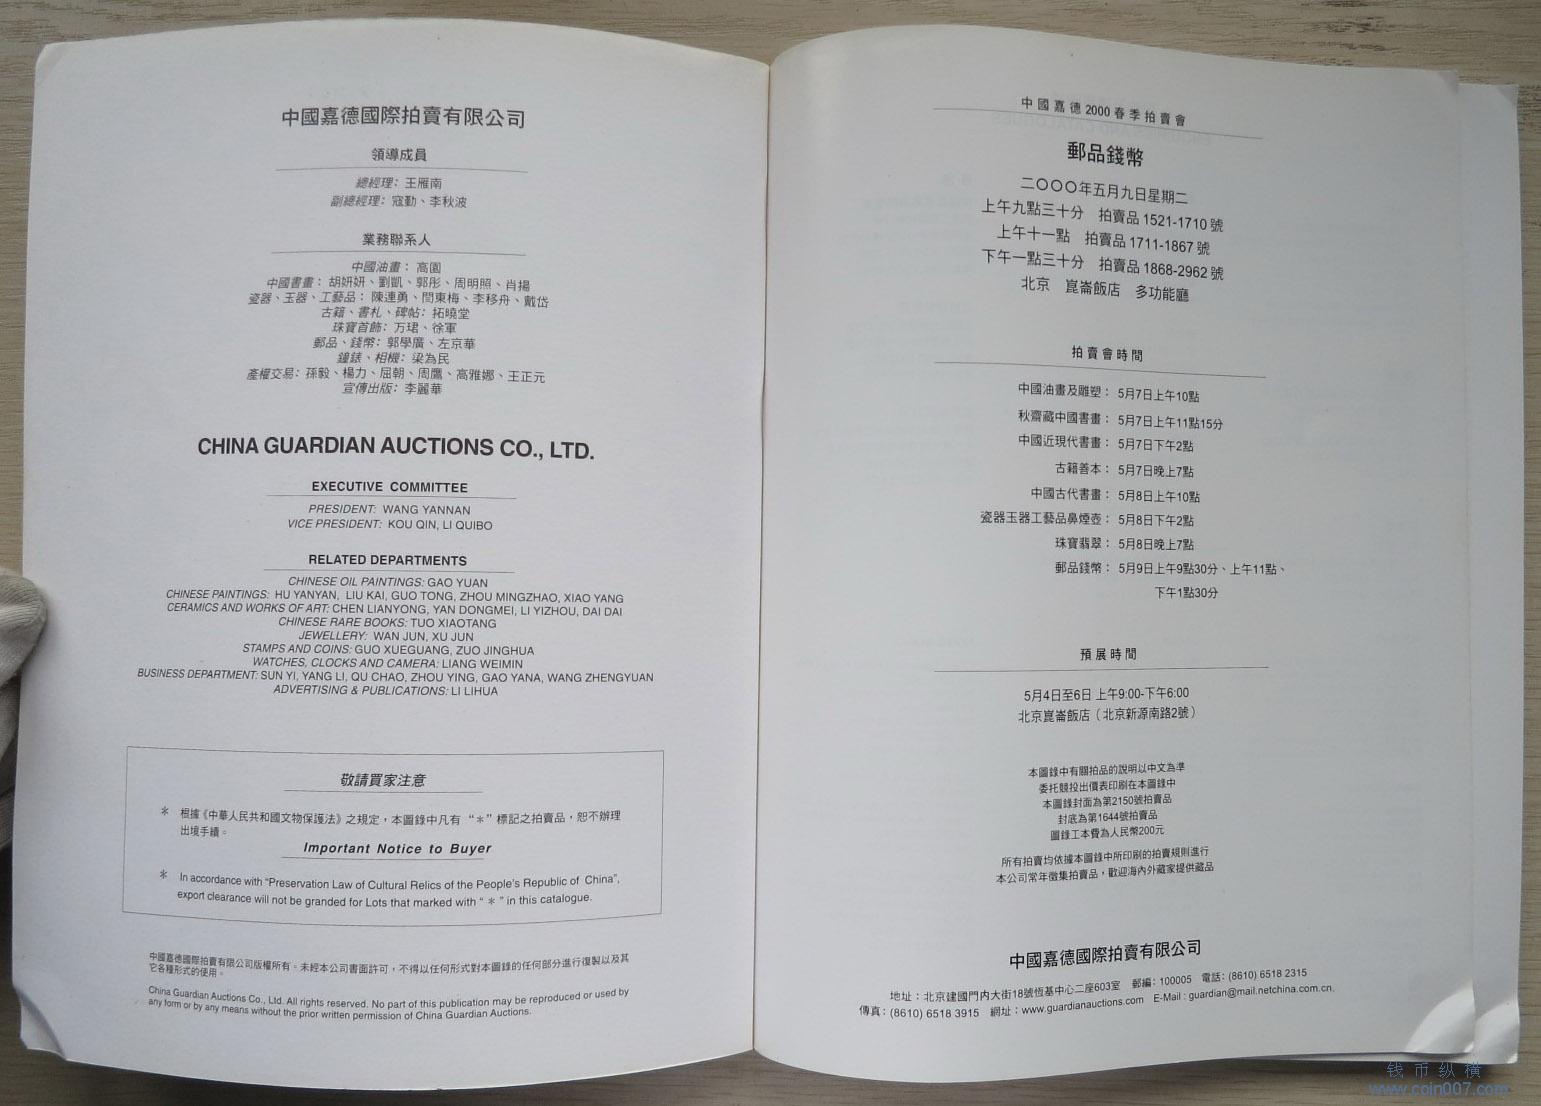 中國嘉德國際拍賣有限公司
領導成員
總經理：王雁南
副總經理：寇勤、李秋波
業務聯系人
中國油畫：高園
中國書畫：胡妍妍、劉凱、郭彤、周明照、肖揚
瓷器、玉器、工藝品：陳連勇、閆東梅、李移舟、戴岱
古籍、書札、碑帖：拓曉堂
珠寶首飾：万珺、徐軍
郵品、錢幣：郭學廣、左京華
鐘錶、相機：梁為民
產權交易：孫毅、楊力、屈朝、周鷹、高雅娜、王正元
宣傳出版：李麗華
CHINA GUARDIAN AUCTIONS CO., LTD.
EXECUTIVE COMMITTEE
PRESIDENT: WANG YANNAN
VICE PRESIDENT: KOU QIN, LI QUIBO
RELATED DEPARTMENTS
CHINESE OIL PAINTINGS: GAO YUAN
CHINESE PAINTINGS: HU YANYAN, LIU KAI, GUO TONG, ZHOU MINGZHAO, XIAO YANG
CERAMICS AND WORKS OF ART: CHEN LIANYONG, YAN DONGMEI, LI YIZHOU, DAI DAI
CHINESE RARE BOOKS: TUO XIAOTANG
JEWELLERY: WAN JUN, XU JUN
STAMPS AND COINS: GUO XUEGUANG, ZUO JINGHUA
WATCHES, CLOCKS AND CAMERA: LIANG WEIMIN
BUSINESS DEPARTMENT: SUN YI, YANG LI, QU CHAO, ZHOU YING, GAO YANA, WANG ZHENGYUAN
ADVERTISING & PUBLICATIONS: LI LIHUA
敬請買家注意
＊ 根據《中華人民共和國文物保護法》之規定，本圖錄中凡有“＊”標記之拍賣品，恕不辦理
出境手續。
Important Notice to Buyer
＊ In accordance with “Preservation Law of Cultural Relics of the People's Republic of China”,
export clearance will not be granded for Lots that marked with “ ＊ ” in this catalogue.
中國嘉德國際拍賣有限公司版權所有。未經本公司書面許可，不得以任何形式對本圖錄的任何部分進行復製以及其
它各種形式的使用。
China Guardian Auctions Co., Ltd. All rights reserved. No part of this publication may be reproduced or used by
any form or by any means without the prior written permission of China Guardian Auctions.
中國嘉德2000春季拍賣會
郵品錢幣
二〇〇〇年五月九日星期二
上午九點三十分 拍賣品 1521-1710 號
上午十一點 拍賣品 1711-1867 號
下午一點三十分 拍賣品 1868-2962 號
北京 崑崙飯店 多功能廳
拍賣會時間
中國油畫及雕塑： 5月7日上午10點
秋齋藏中國書畫： 5月7日上午11點15分
中國近現代書畫： 5月7日下午2點
古籍善本： 5月7日晚上7點
中國古代書畫： 5月8日上午10點
瓷器玉器工藝品鼻煙壺： 5月8日下午2點
珠寶翡翠： 5月8日晚上7點
郵品錢幣： 5月9日上午9點30分、上午11點、
下午1點30分
預展時間
5月4日至6日 上午9:00-下午6:00
北京崑崙飯店（北京新源南路2號）
本圖錄中有關拍品的說明以中文為準
委托競投出價表印刷在本圖錄中
本圖錄封面為第2150號拍賣品
封底為第1644號拍賣品
圖錄工本費為人民幣200元
所有拍賣均依據本圖錄中所印刷的拍賣規則進行
本公司常年徵集拍賣品，歡迎海內外藏家提供藏品
中國嘉德國際拍賣有限公司
地址：北京建國門內大街18號恆基中心二座603室 郵編：100005 電話：(8610) 6518 2315
傳真：(8610) 6518 3915 網址：www.guardianauctions.com E-Mail : guardian@mail.netchina.com.cn.
钱币纵横
www.coin007.com